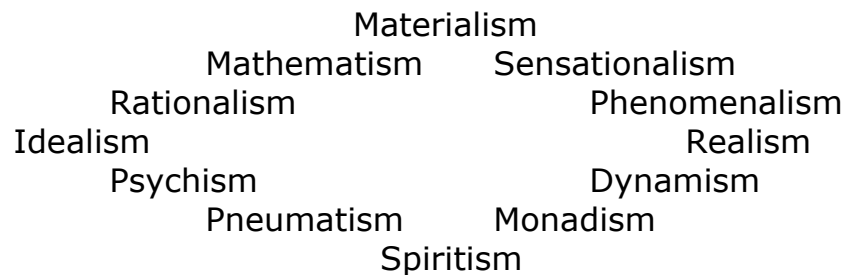 Materialism
Mathematism Sensationalism
Rationalism Phenomenalism
Idealism Realism
Psychism Dynamism
Pneumatism Monadism
Spiritism